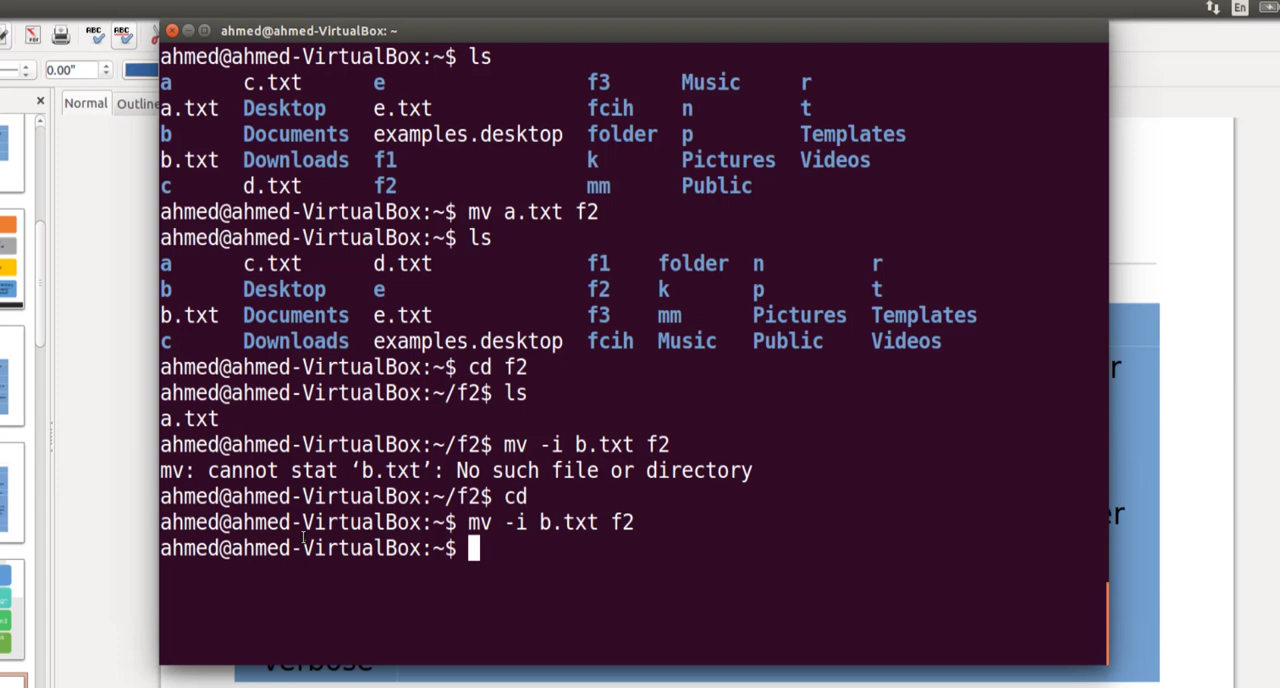 En
ahmed@ahmed-VirtualBox: ~
ABC ABC
0.00"
Normal Outline
ahmed@ahmed-VirtualBox:~$ ls
a c.txt e f3 Music r
a.txt Desktop e.txt fcih n t
b Documents examples.desktop folder p Templates
b.txt Downloads f1 k Pictures Videos
c d.txt f2 mm Public
ahmed@ahmed-VirtualBox:~$ mv a.txt f2
ahmed@ahmed-VirtualBox:~$ ls
a c.txt d.txt f1 folder n r
b Desktop e f2 k p t
b.txt Documents e.txt f3 mm Pictures Templates
c Downloads examples.desktop fcih Music Public Videos
ahmed@ahmed-VirtualBox:~$ cd f2
ahmed@ahmed-VirtualBox:~/f2$ ls
a.txt
ahmed@ahmed-VirtualBox:~/f2$ mv -i b.txt f2
mv: cannot stat ‘b.txt’: No such file or directory
ahmed@ahmed-VirtualBox:~/f2$ cd
ahmed@ahmed-VirtualBox:~$ mv -i b.txt f2
ahmed@ahmed-VirtualBox:~$